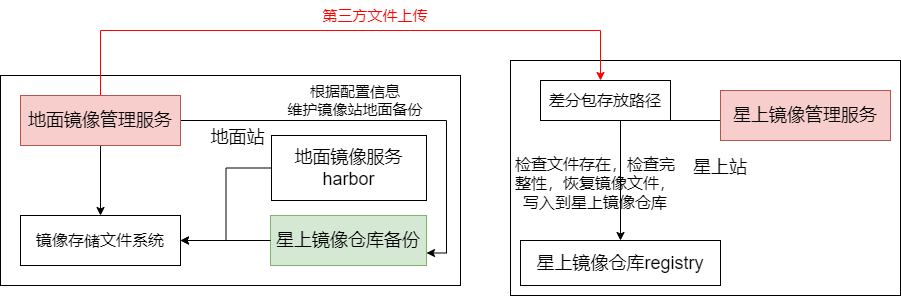 第三方文件上传
根据配置信息
维护镜像站地面备份
地面镜像管理服务
地面站
地面镜像服务
harbor
镜像存储文件系统
星上镜像仓库备份
差分包存放路径
星上镜像管理服务
检查文件存在，检查完
整性，恢复镜像文件，
写入到星上镜像仓库
星上站
星上镜像仓库registry